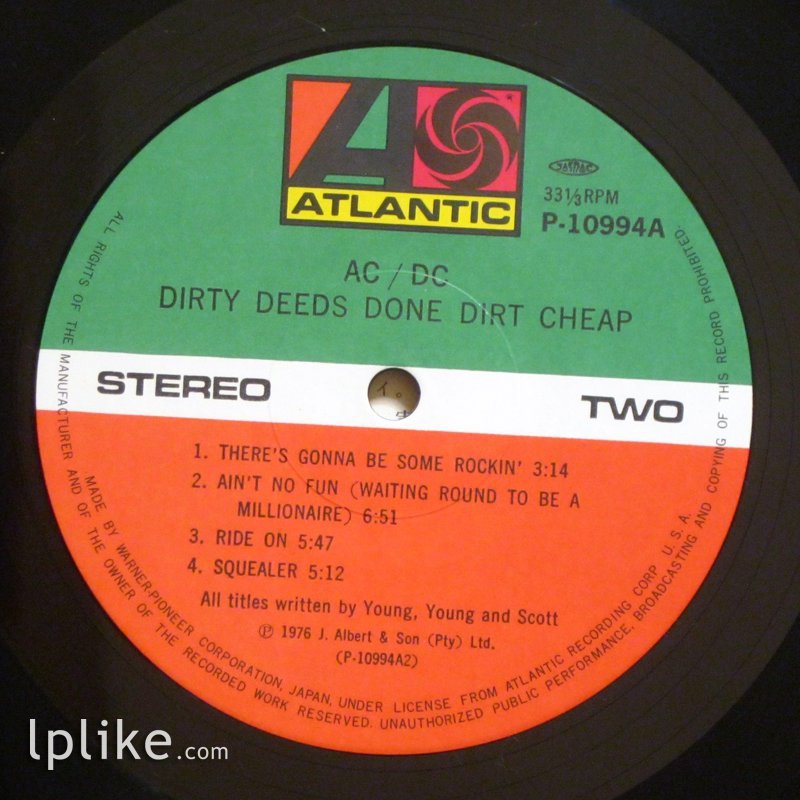 ATLANTIC
JASRAC
33⅓RPM
P-10994A
AC / DC
DIRTY DEEDS DONE DIRT CHEAP
STEREO
TWO
1. THERE'S GONNA BE SOME ROCKIN' 3:14
2. AIN'T NO FUN (WAITING ROUND TO BE A
MILLIONAIRE) 6:51
3. RIDE ON 5:47
4. SQUEALER 5:12
All titles written by Young, Young and Scott
℗ 1976 J. Albert & Son (Pty) Ltd.
(P-10994A2)
MADE BY WARNER-PIONEER CORPORATION, JAPAN, UNDER LICENSE FROM ATLANTIC RECORDING CORP. U.S.A.
ALL RIGHTS OF THE MANUFACTURER AND OF THE OWNER OF THE RECORDED WORK RESERVED. UNAUTHORIZED PUBLIC PERFORMANCE, BROADCASTING AND COPYING OF THIS RECORD PROHIBITED.
lplike.com